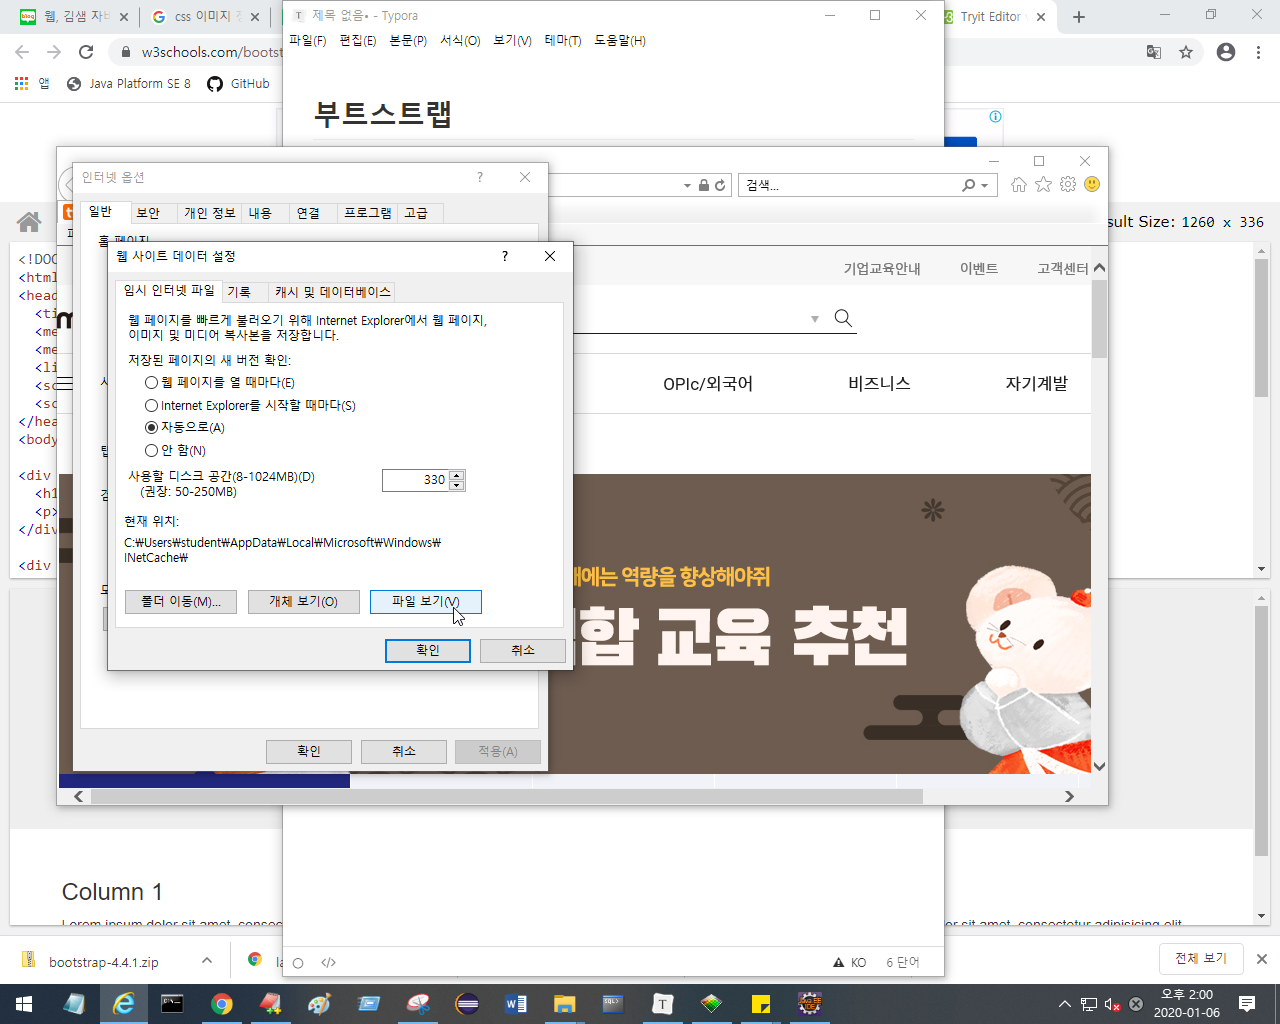 웹, 김샘 자바
css 이미지
제목 없음• - Typora
Tryit Editor
w3schools.com/bootst
파일(F) 편집(E) 본문(P) 서식(O) 보기(V) 테마(T) 도움말(H)
앱
Java Platform SE 8
GitHub
부트스트랩
인터넷 옵션
검색...
일반 보안 개인 정보 내용 연결 프로그램 고급
홈 페이지
sult Size: 1260 x 336
웹 사이트 데이터 설정
임시 인터넷 파일 기록 캐시 및 데이터베이스
웹 페이지를 빠르게 불러오기 위해 Internet Explorer에서 웹 페이지,
이미지 및 미디어 복사본을 저장합니다.
저장된 페이지의 새 버전 확인:
웹 페이지를 열 때마다(E)
Internet Explorer를 시작할 때마다(S)
자동으로(A)
안 함(N)
사용할 디스크 공간(8-1024MB)(D)
(권장: 50-250MB)
330
현재 위치:
C:₩Users₩student₩AppData₩Local₩Microsoft₩Windows₩
INetCache₩
폴더 이동(M)... 개체 보기(O) 파일 보기(V)
확인 취소
확인 취소 적용(A)
<!DOC
<html
<head
<ti
<me
<me
<li
<sc
<sc
</hea
<body
<div
<h1
<p>
</div
<div
기업교육안내 이벤트 고객센터
OPIc/외국어 비즈니스 자기계발
에는 역량을 향상해야쥐
합 교육 추천
Column 1
Lorem ipsum dolor sit amet, consec
or sit amet, consectetur adipisicing elit
bootstrap-4.4.1.zip
KO
6 단어
전체 보기
오후 2:00
2020-01-06